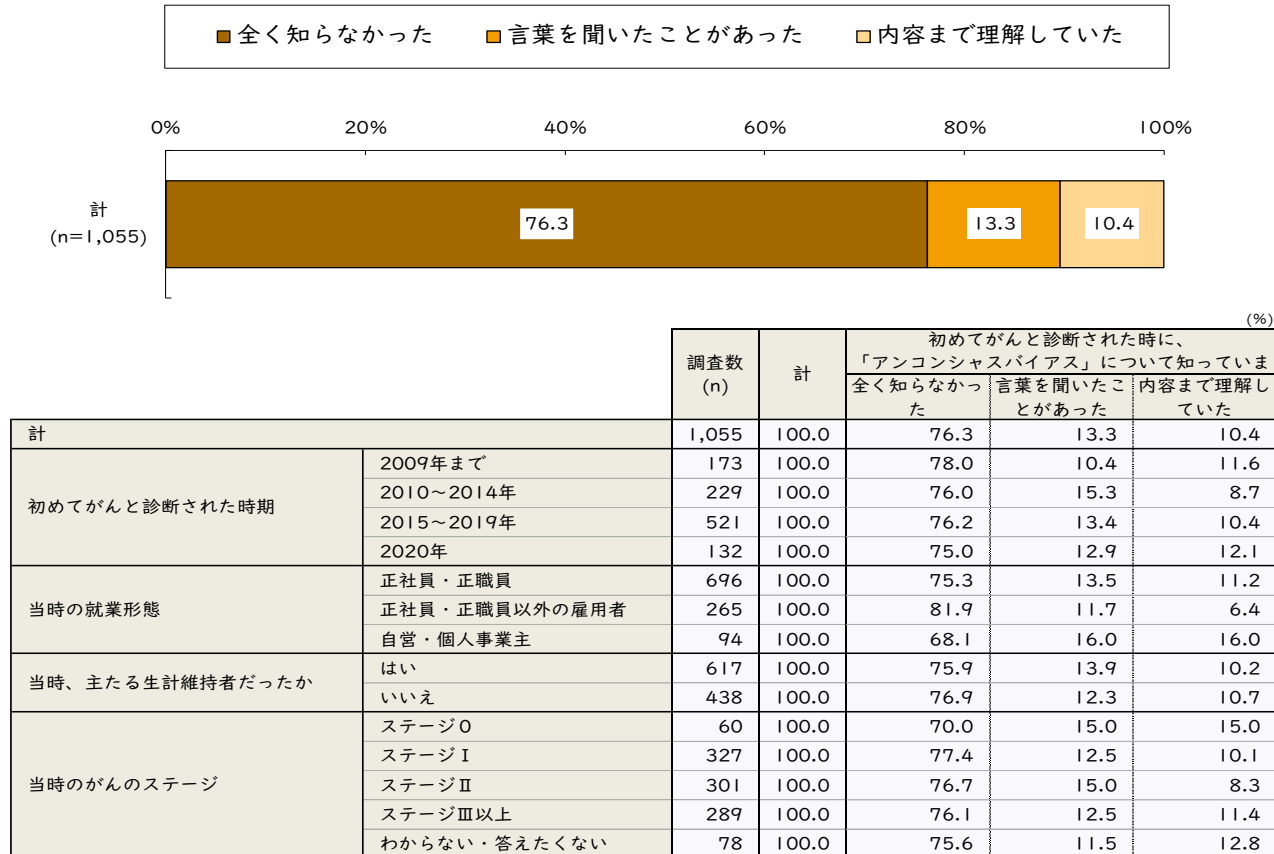 全く知らなかった 言葉を聞いたことがあった 内容まで理解していた
0% 20% 40% 60% 80% 100%
計
(n=1,055)
76.3 13.3 10.4
(%)
調査数
(n)
計
初めてがんと診断された時に、
「アンコンシャスバイアス」について知っていま
全く知らなかっ
た
言葉を聞いたこ
とがあった
内容まで理解し
ていた
計 1,055 100.0 76.3 13.3 10.4
初めてがんと診断された時期
2009年まで 173 100.0 78.0 10.4 11.6
2010~2014年 229 100.0 76.0 15.3 8.7
2015~2019年 521 100.0 76.2 13.4 10.4
2020年 132 100.0 75.0 12.9 12.1
当時の就業形態
正社員・正職員 696 100.0 75.3 13.5 11.2
正社員・正職員以外の雇用者 265 100.0 81.9 11.7 6.4
自営・個人事業主 94 100.0 68.1 16.0 16.0
当時、主たる生計維持者だったか
はい 617 100.0 75.9 13.9 10.2
いいえ 438 100.0 76.9 12.3 10.7
当時のがんのステージ
ステージ0 60 100.0 70.0 15.0 15.0
ステージⅠ 327 100.0 77.4 12.5 10.1
ステージⅡ 301 100.0 76.7 15.0 8.3
ステージⅢ以上 289 100.0 76.1 12.5 11.4
わからない・答えたくない 78 100.0 75.6 11.5 12.8